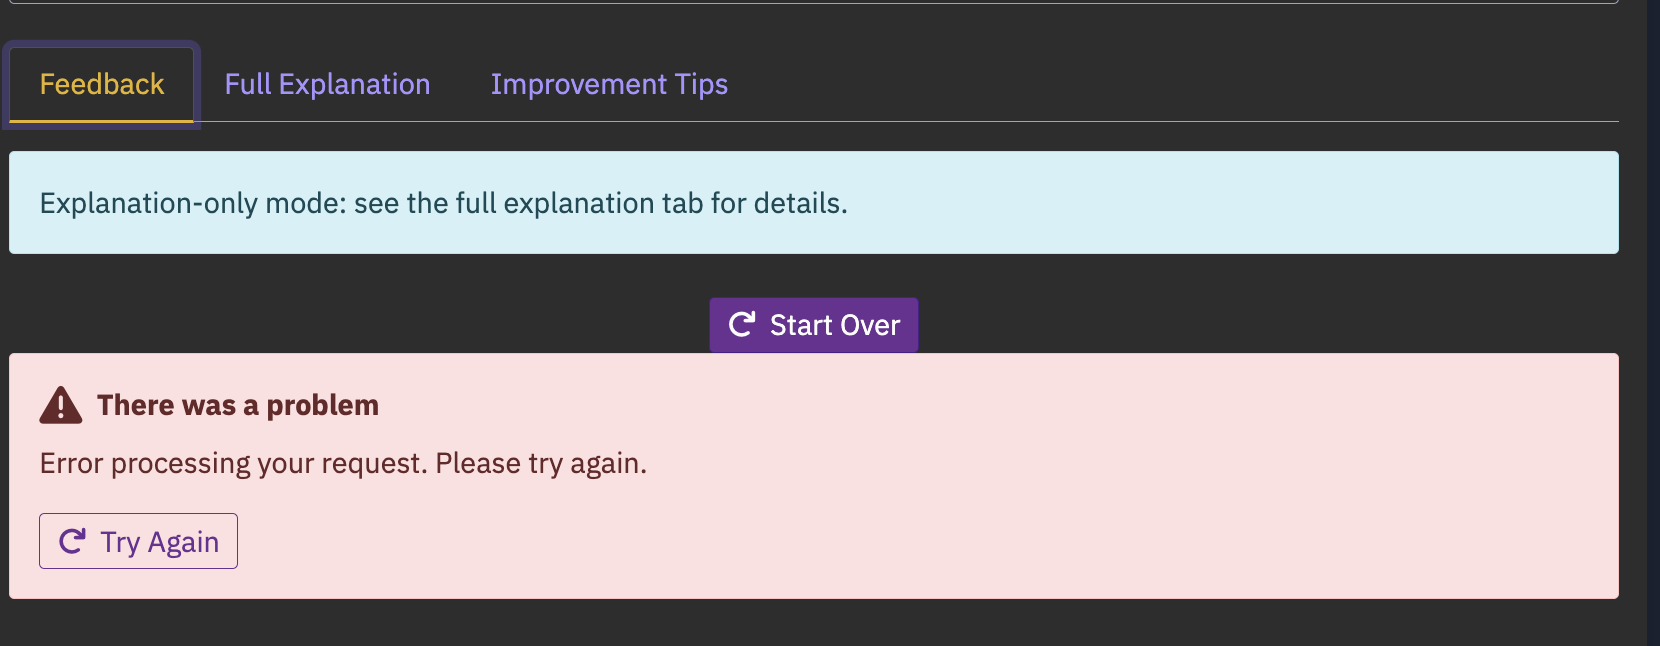 Feedback
Full Explanation
Improvement Tips
Explanation-only mode: see the full explanation tab for details.
Start Over
There was a problem
Error processing your request. Please try again.
Try Again